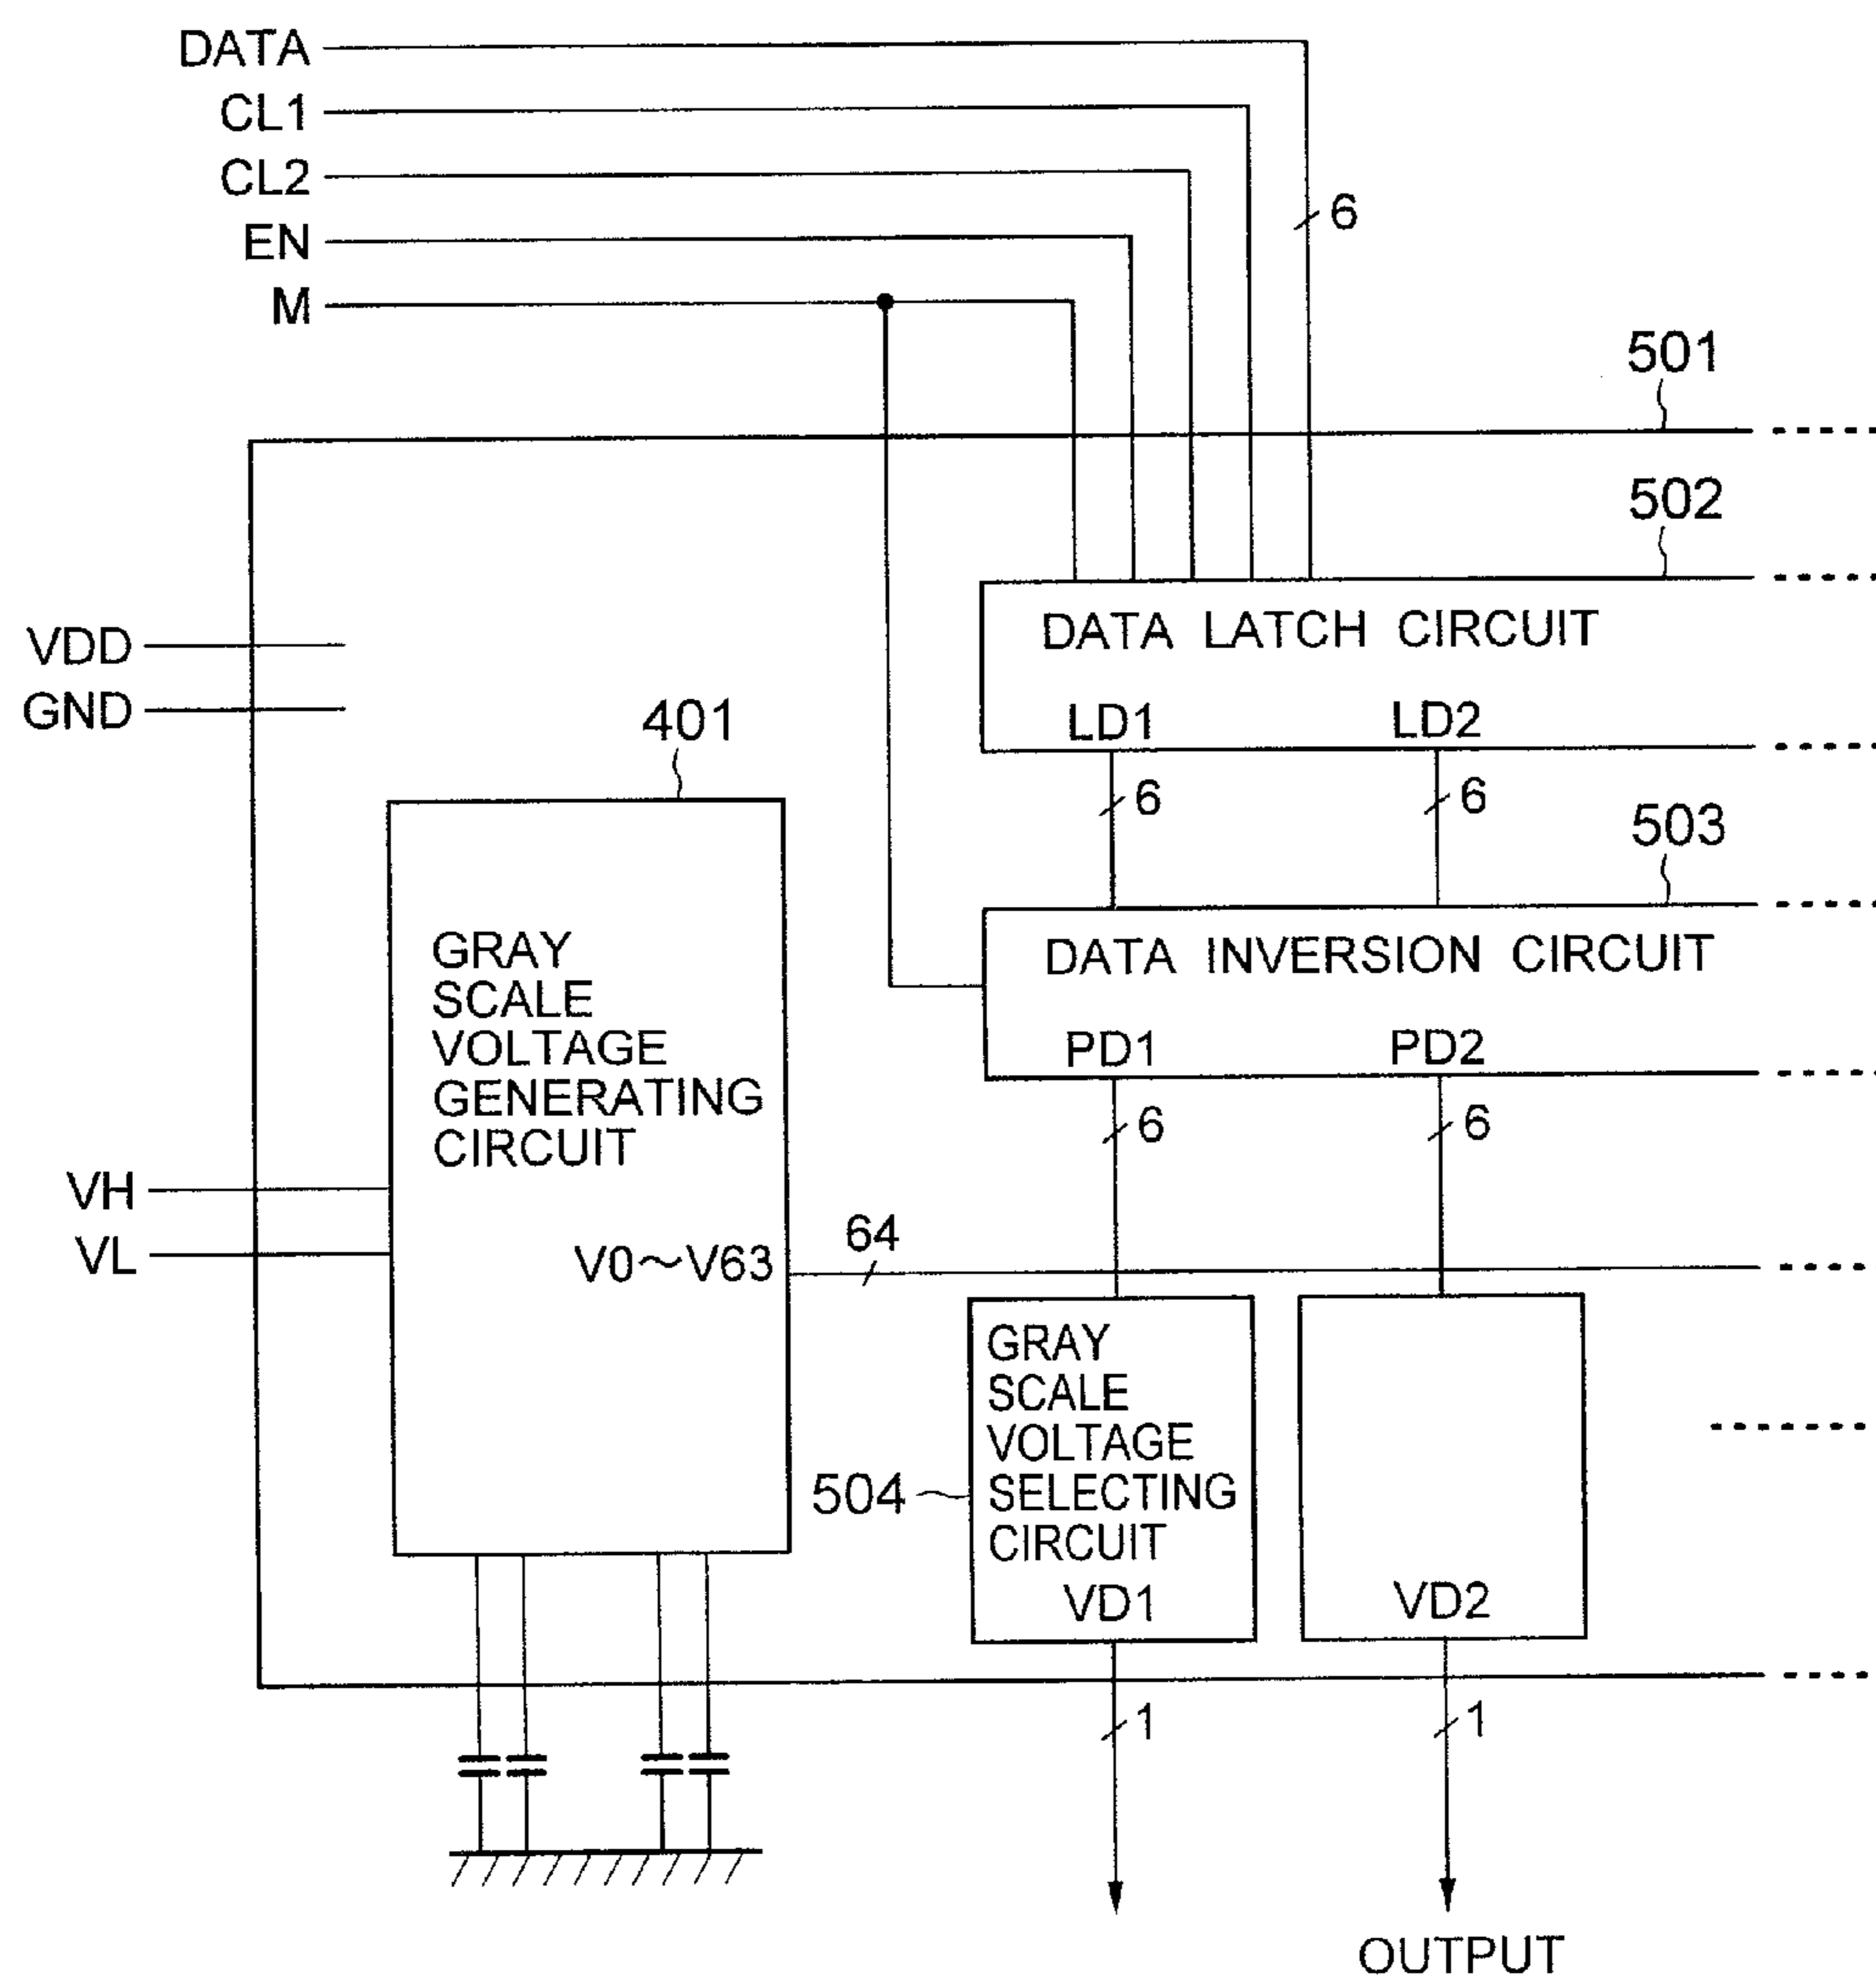 DATA
CL1
CL2
6
EN
M
501
502
DATA LATCH CIRCUIT
VDD
GND
401
LD1
LD2
6
6
503
GRAY
SCALE
VOLTAGE
GENERATING
CIRCUIT
DATA INVERSION CIRCUIT
PD1
PD2
6
6
VH
VL
V0～V63
64
GRAY
SCALE
VOLTAGE
SELECTING
CIRCUIT
504
VD1
VD2
1
1
OUTPUT